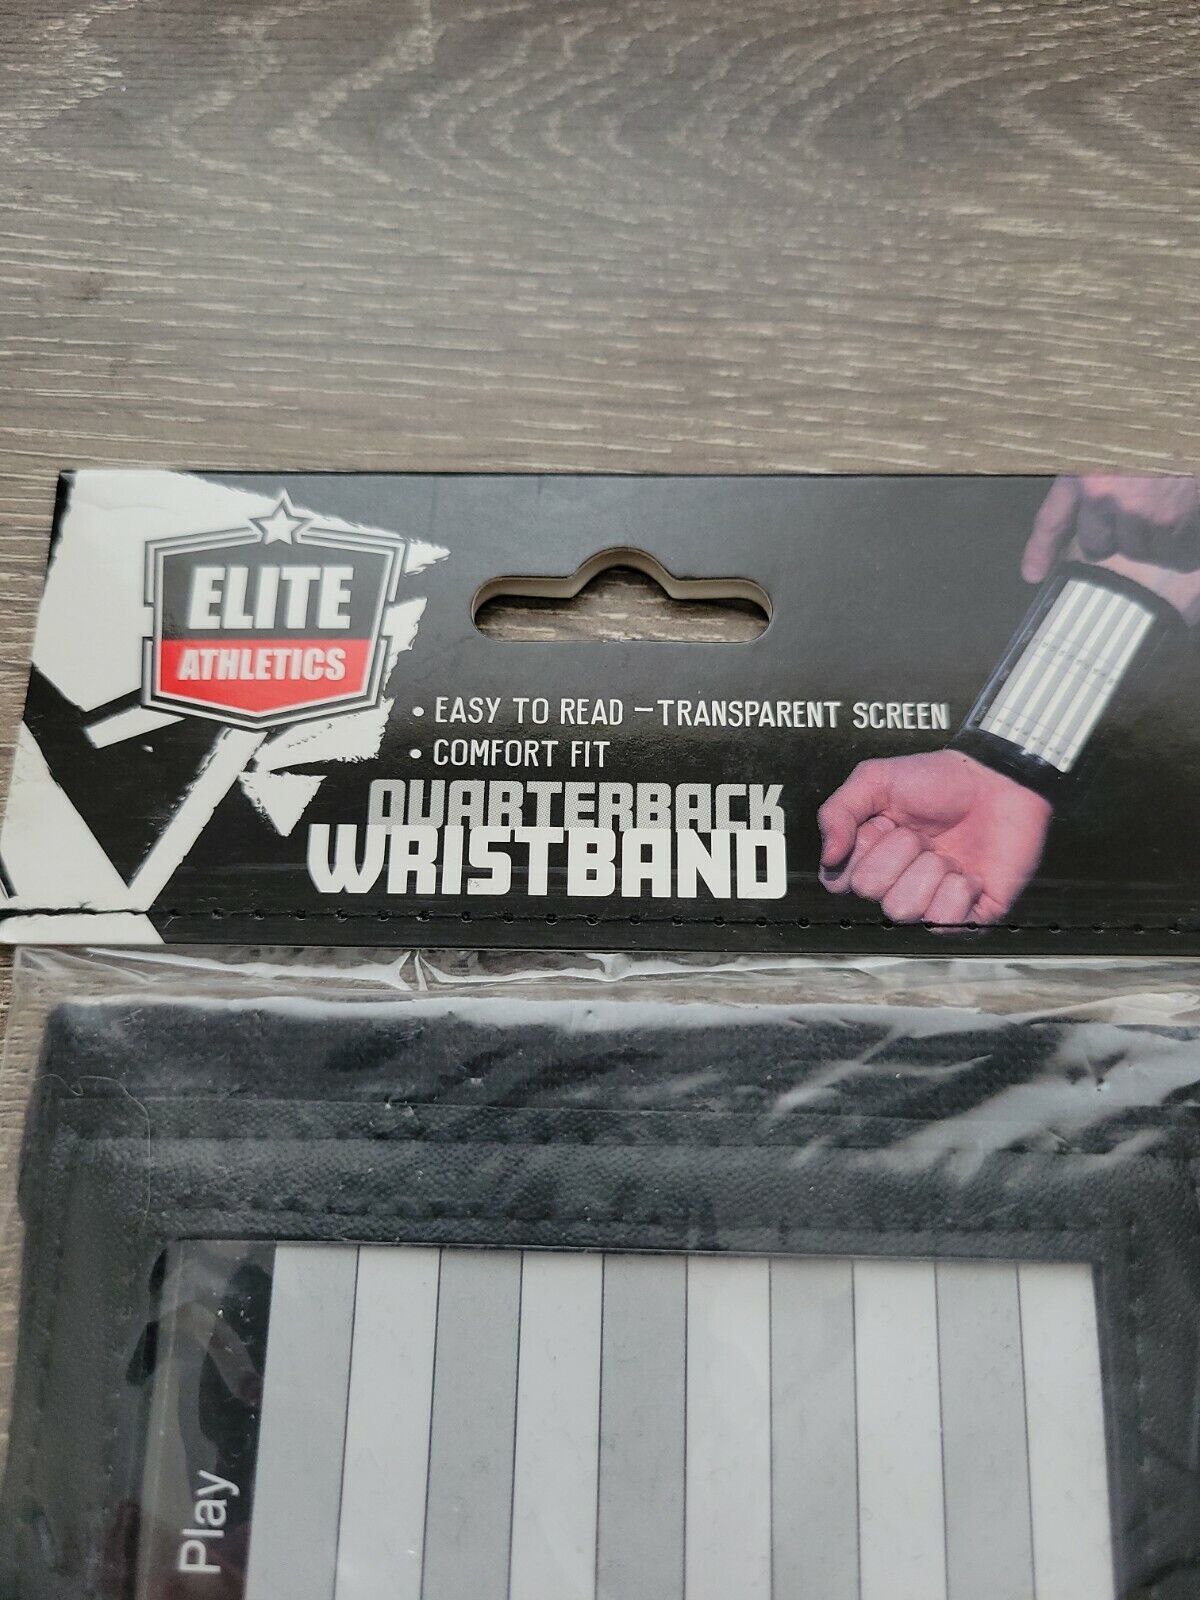 ELITE
ATHLETICS
• EASY TO READ – TRANSPARENT SCREEN
• COMFORT FIT
QUARTERBACK
WRISTBAND
Play